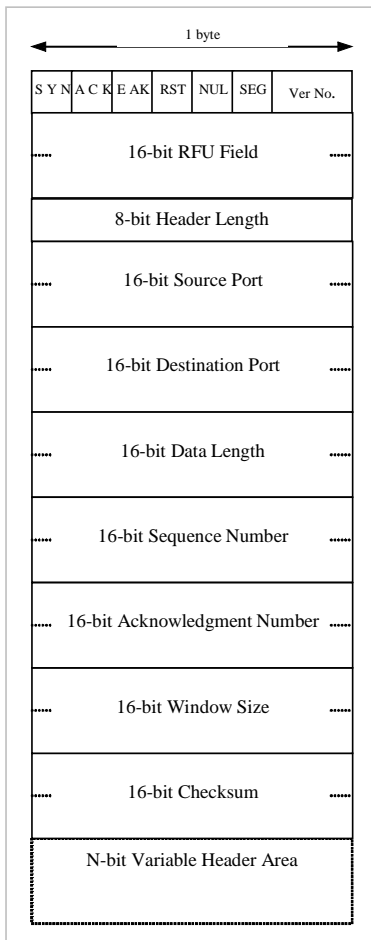 1 byte
S Y N A C K E AK RST NUL SEG Ver No.
16-bit RFU Field
8-bit Header Length
16-bit Source Port
16-bit Destination Port
16-bit Data Length
16-bit Sequence Number
16-bit Acknowledgment Number
16-bit Window Size
16-bit Checksum
N-bit Variable Header Area